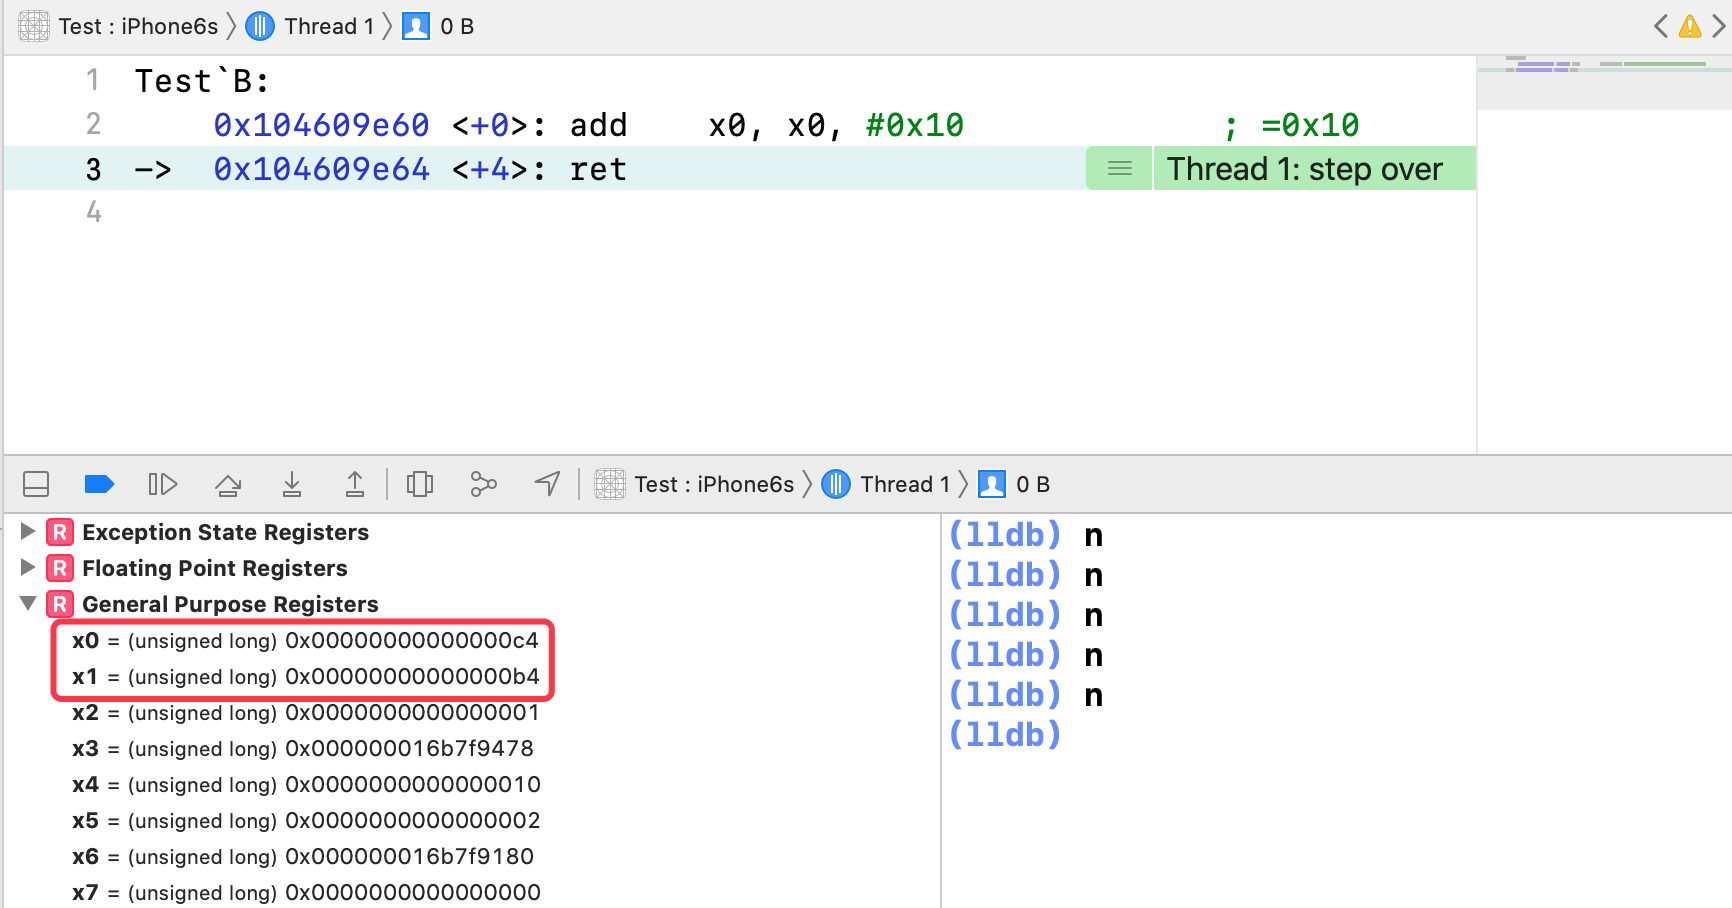 Test : iPhone6s 〉 Thread 1 〉 0 B
1 Test`B:
2 0x104609e60 <+0>: add x0, x0, #0x10 ; =0x10
3 -> 0x104609e64 <+4>: ret Thread 1: step over
4
Test : iPhone6s 〉 Thread 1 〉 0 B
R Exception State Registers
R Floating Point Registers
R General Purpose Registers
x0 = (unsigned long) 0x00000000000000c4
x1 = (unsigned long) 0x00000000000000b4
x2 = (unsigned long) 0x0000000000000001
x3 = (unsigned long) 0x000000016b7f9478
x4 = (unsigned long) 0x0000000000000010
x5 = (unsigned long) 0x0000000000000002
x6 = (unsigned long) 0x000000016b7f9180
x7 = (unsigned long) 0x0000000000000000
(lldb) n
(lldb) n
(lldb) n
(lldb) n
(lldb) n
(lldb)